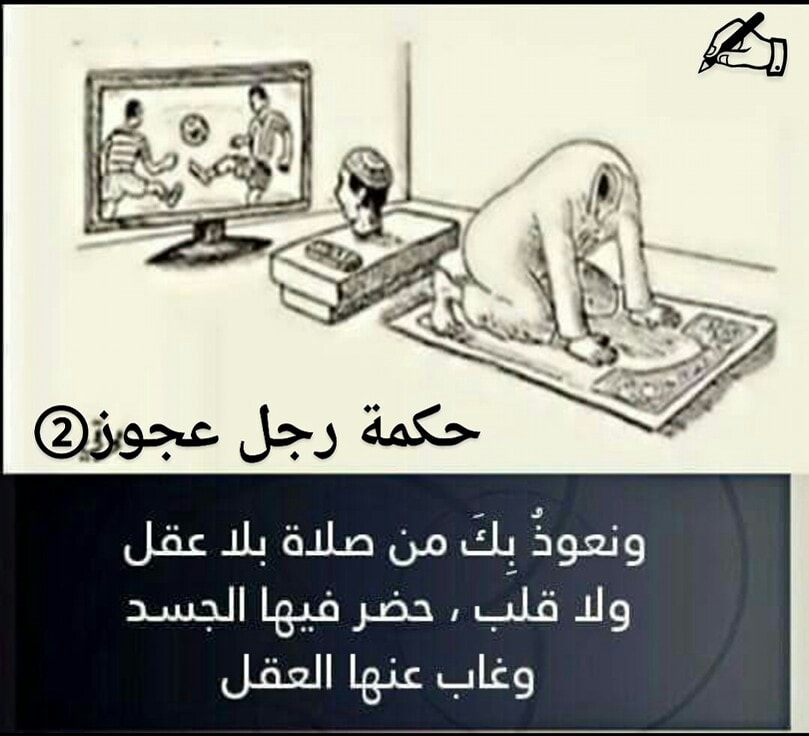 حكمة رجل عجوز②
ونعوذُ بِكَ من صلاة بلا عقل
ولا قلب ، حضر فيها الجسد
وغاب عنها العقل